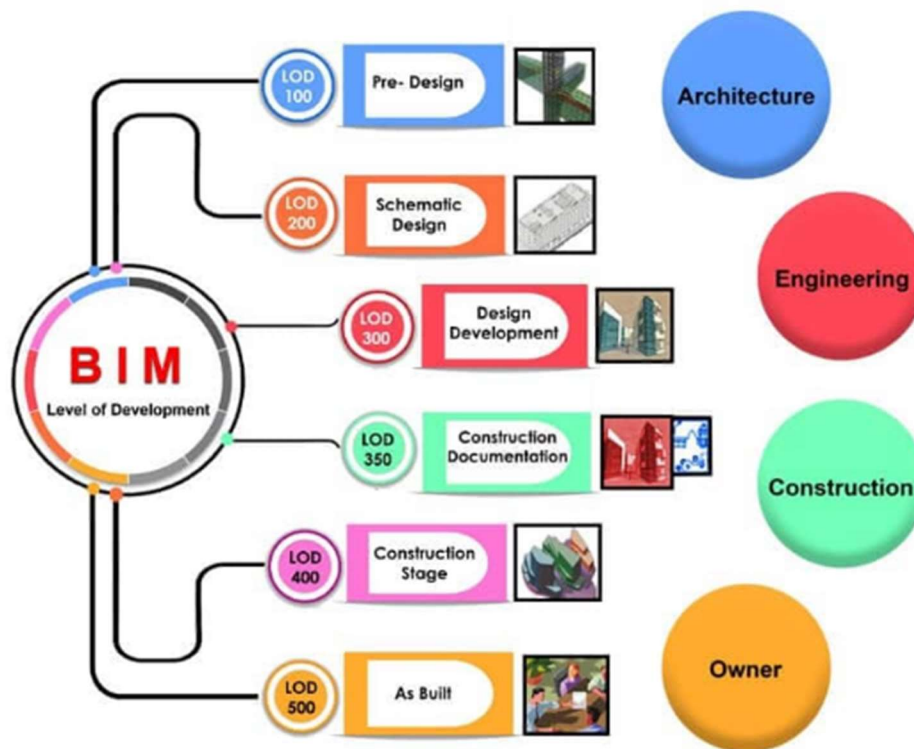 LOD
100
Pre- Design
Architecture
LOD
200
Schematic
Design
Engineering
LOD
300
Design
Development
BIM
Level of Development
LOD
350
Construction
Documentation
Construction
LOD
400
Construction
Stage
LOD
500
As Built
Owner